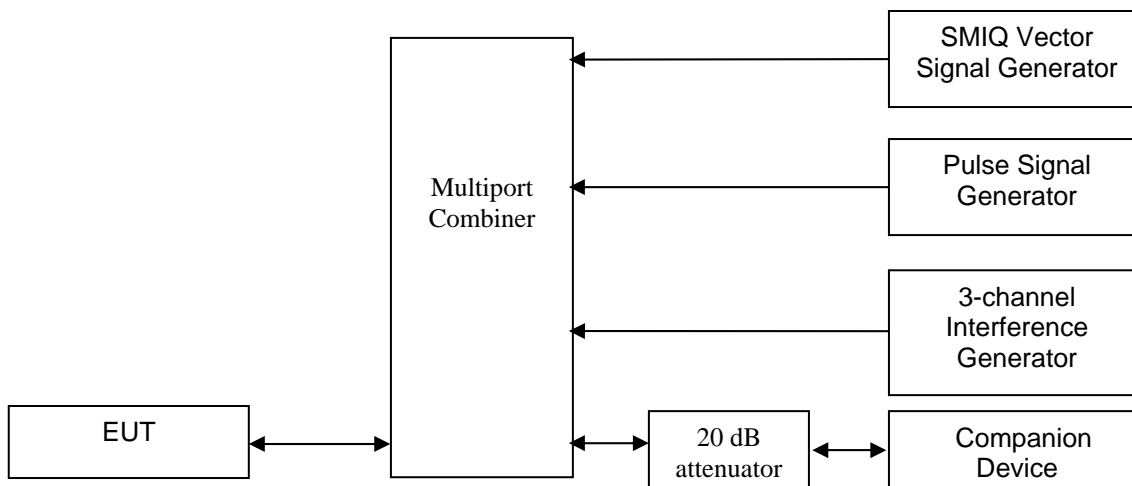 SMIQ Vector
Signal Generator
Pulse Signal
Generator
Multiport
Combiner
3-channel
Interference
Generator
EUT
20 dB
attenuator
Companion
Device